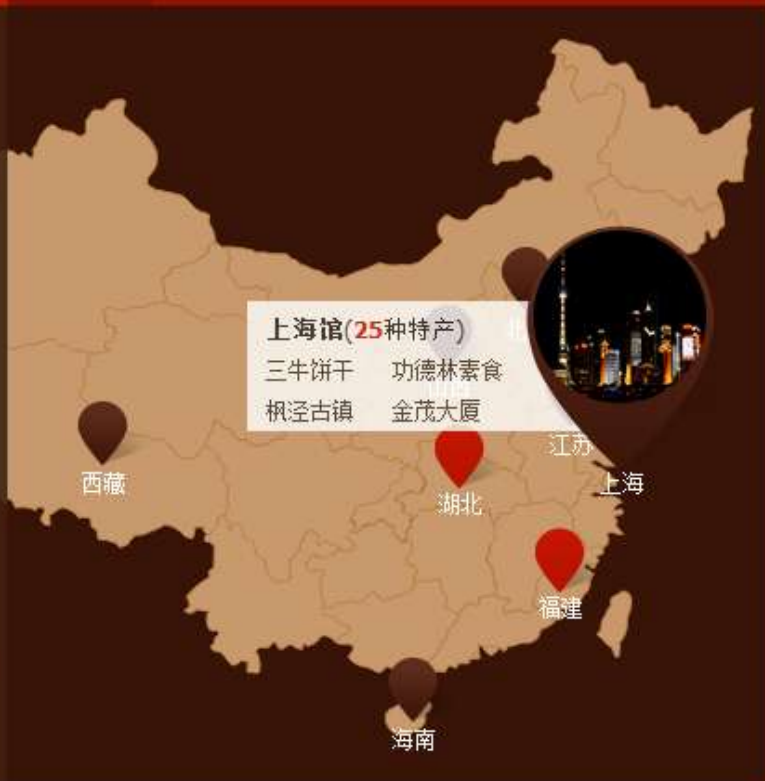 上海馆(25种特产)
三牛饼干 功德林素食
枫泾古镇 金茂大厦
江苏
西藏
上海
湖北
福建
海南